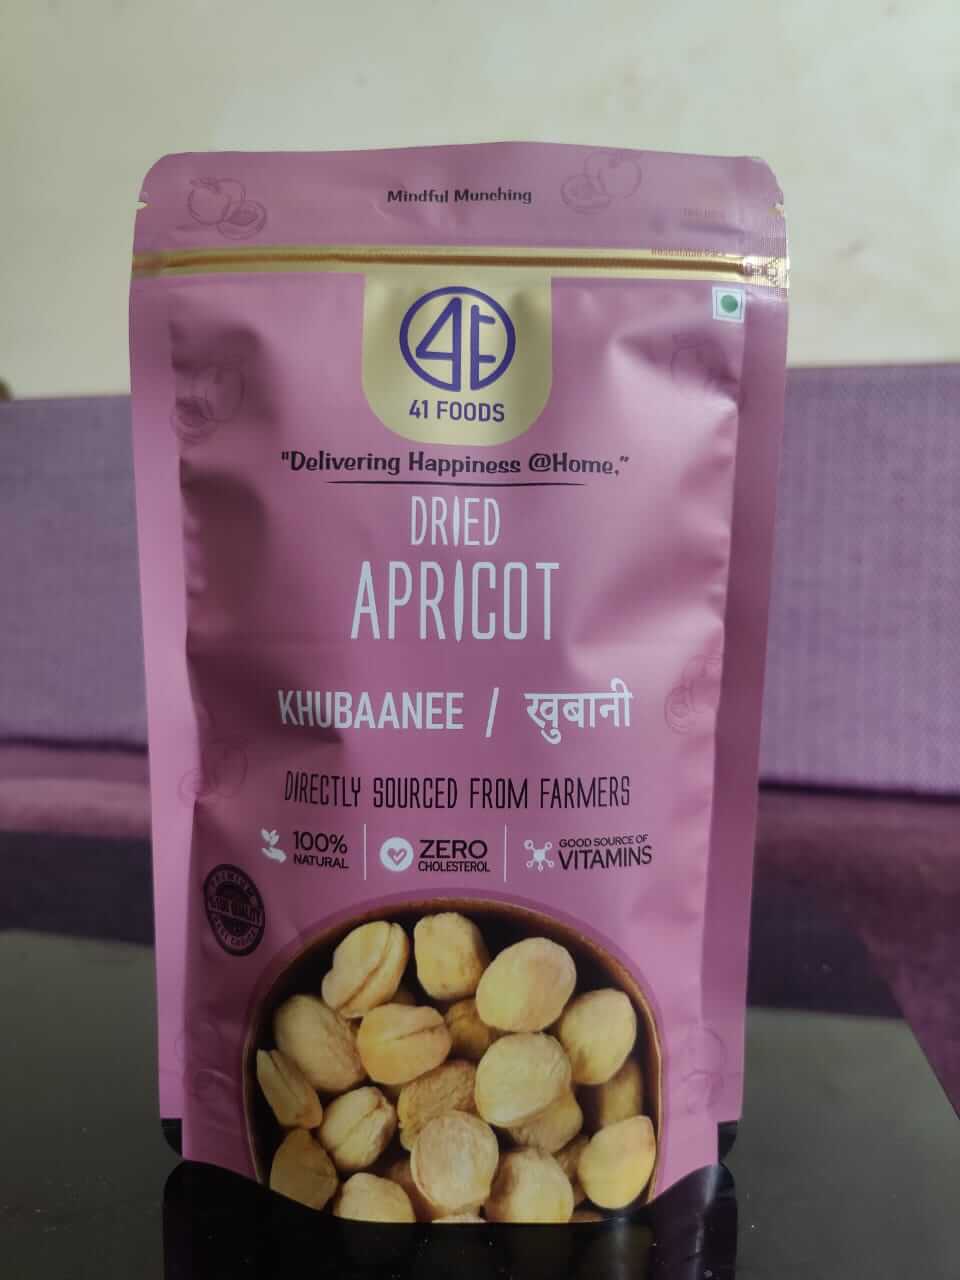 Mindful Munching
41 FOODS
"Delivering Happiness @Home,"
DRIED
APRICOT
KHUBAANEE / खुबानी
DIRECTLY SOURCED FROM FARMERS
100%
NATURAL
ZERO
CHOLESTEROL
GOOD SOURCE OF
VITAMINS
PREMIUM